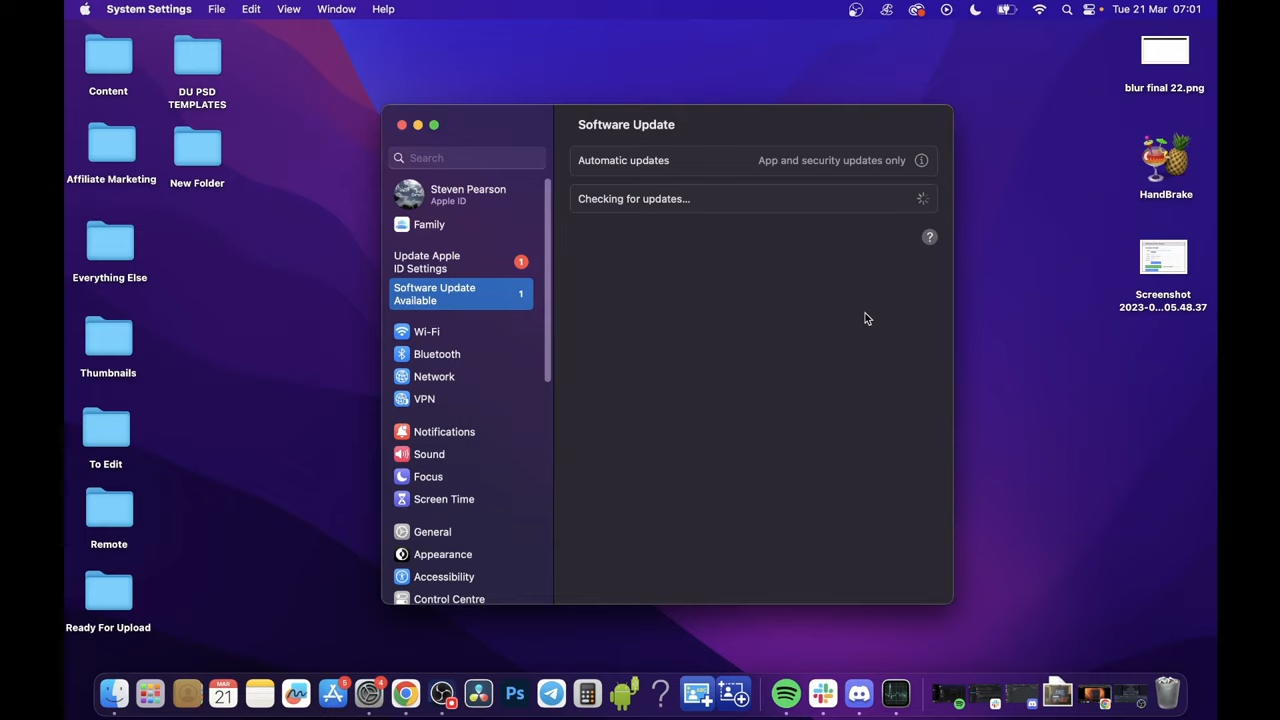 System Settings File Edit View Window Help Tue 21 Mar 07:01
Content
DU PSD
TEMPLATES
Affiliate Marketing
New Folder
Everything Else
Thumbnails
To Edit
Remote
Ready For Upload
blur final 22.png
HandBrake
Screenshot
2023-0...05.48.37
Search
Steven Pearson
Apple ID
Family
Update Apple
ID Settings
1
Software Update
Available
1
Wi-Fi
Bluetooth
Network
VPN
Notifications
Sound
Focus
Screen Time
General
Appearance
Accessibility
Control Centre
Software Update
Automatic updates App and security updates only
Checking for updates...
?
MAR
21
5
4
Ps
?